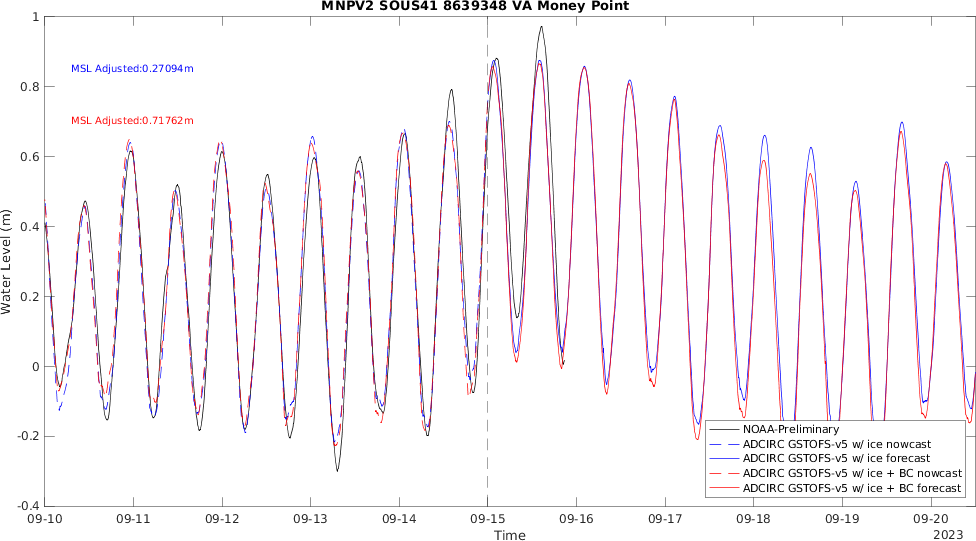 MNPV2 SOUS41 8639348 VA Money Point
1
0.8
0.6
0.4
0.2
0
-0.2
-0.4
Water Level (m)
MSL Adjusted:0.27094m
MSL Adjusted:0.71762m
NOAA-Preliminary
ADCIRC GSTOFS-v5 w/ ice nowcast
ADCIRC GSTOFS-v5 w/ ice forecast
ADCIRC GSTOFS-v5 w/ ice + BC nowcast
ADCIRC GSTOFS-v5 w/ ice + BC forecast
09-10 09-11 09-12 09-13 09-14 09-15 09-16 09-17 09-18 09-19 09-20
Time
2023